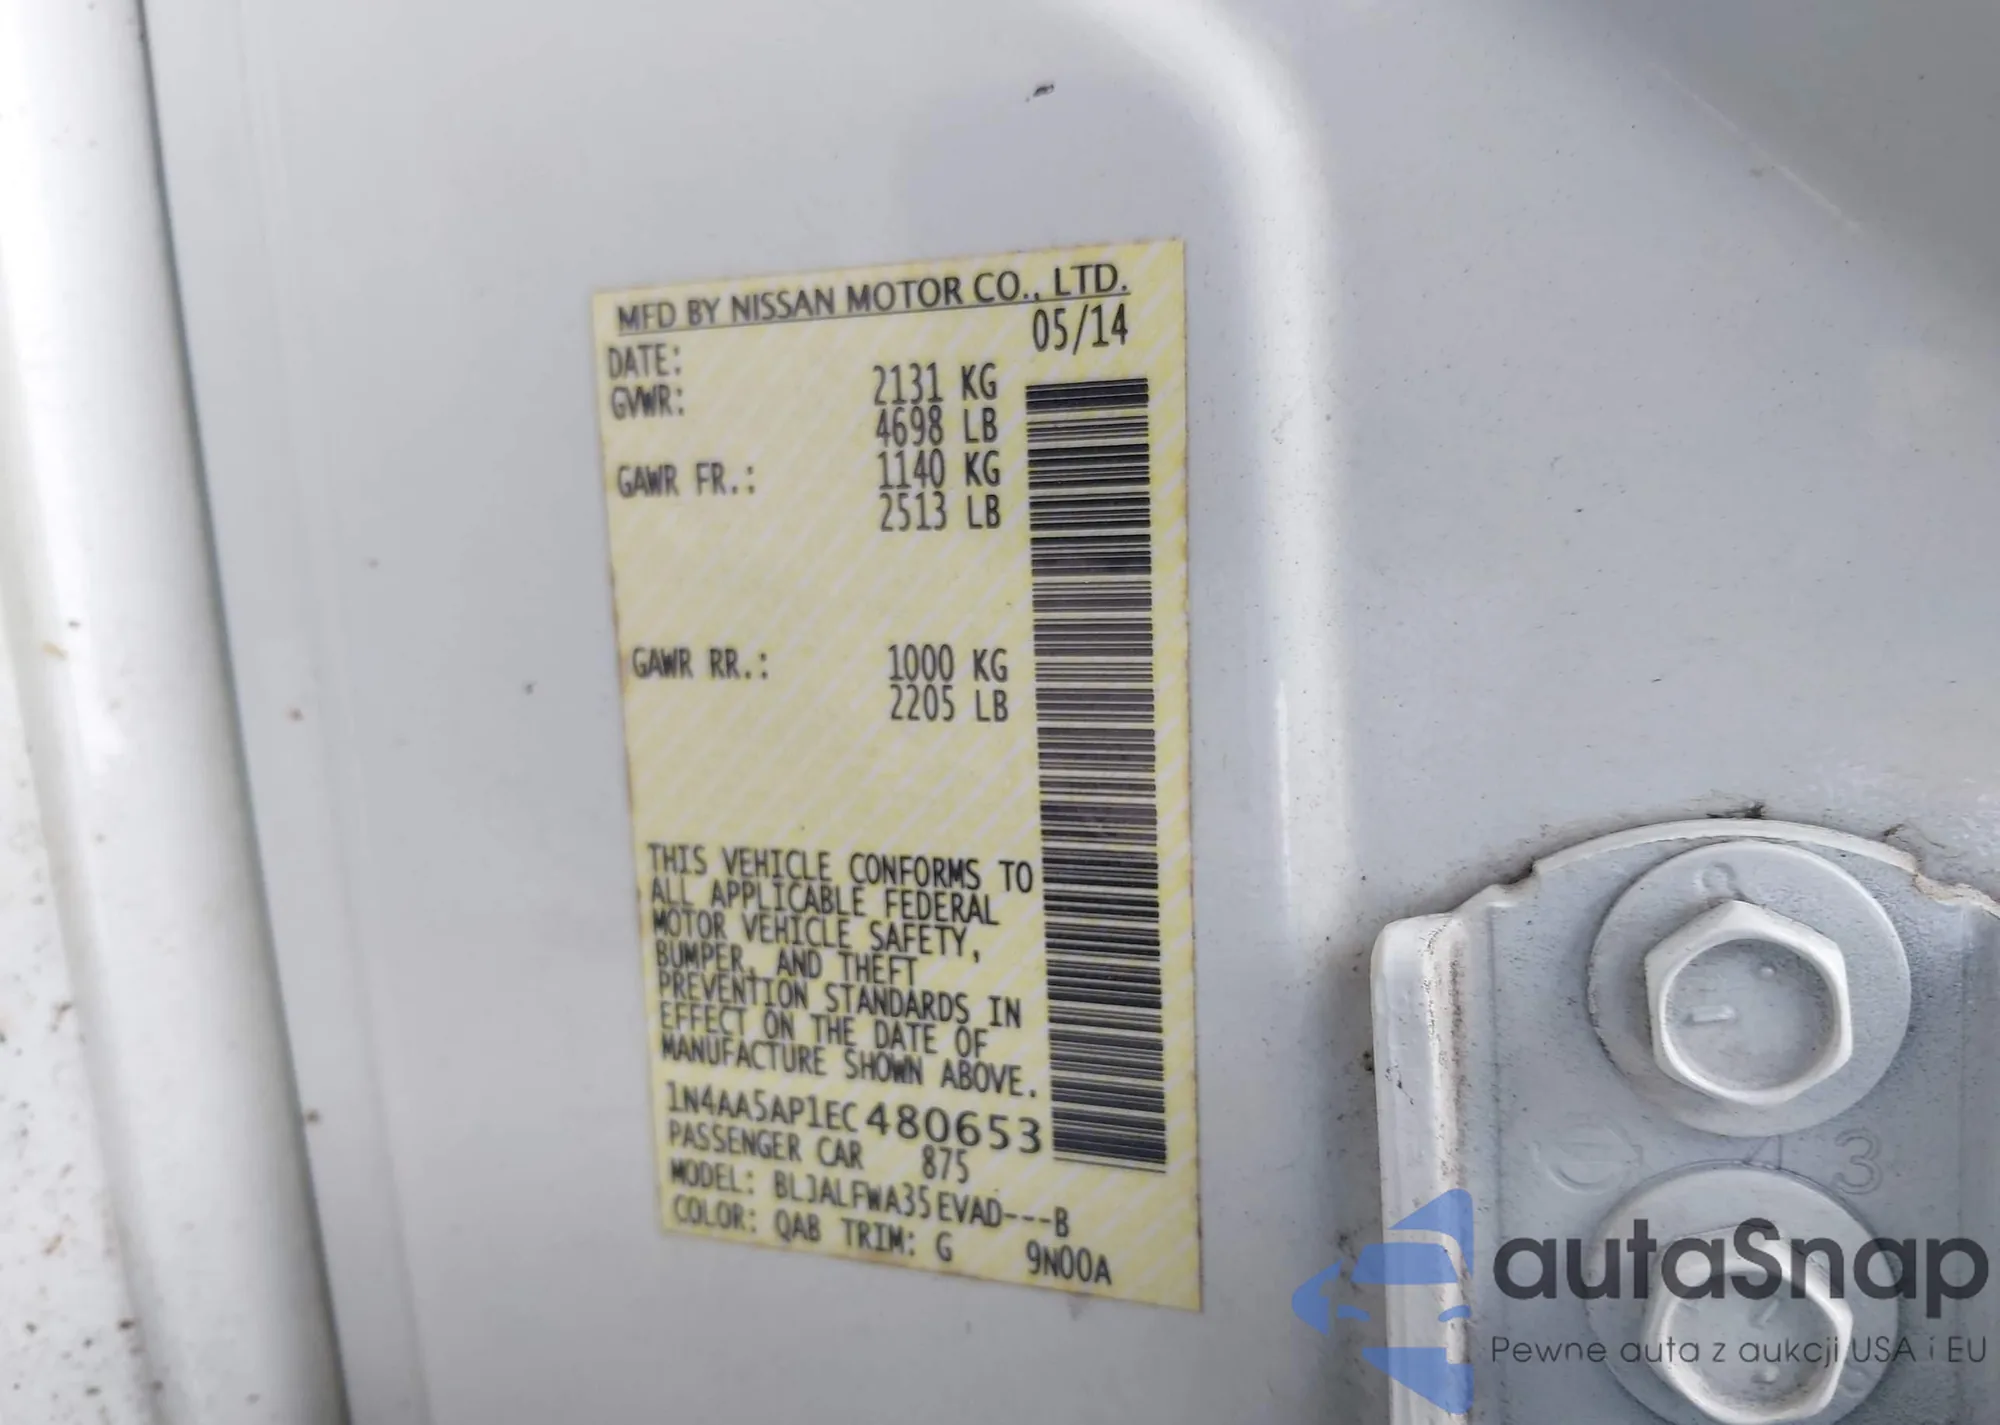 MFD BY NISSAN MOTOR CO., LTD.
DATE: 05/14
GVWR: 2131 KG
4698 LB
GAWR FR.: 1140 KG
2513 LB
GAWR RR.: 1000 KG
2205 LB
THIS VEHICLE CONFORMS TO
ALL APPLICABLE FEDERAL
MOTOR VEHICLE SAFETY,
BUMPER, AND THEFT
PREVENTION STANDARDS IN
EFFECT ON THE DATE OF
MANUFACTURE SHOWN ABOVE.
1N4AA5AP1EC480653
PASSENGER CAR 875
MODEL: BLJALFWA35EVAD---B
COLOR: QAB TRIM: G 9N00A
43
autaSnap
Pewne auta z aukcji USA i EU